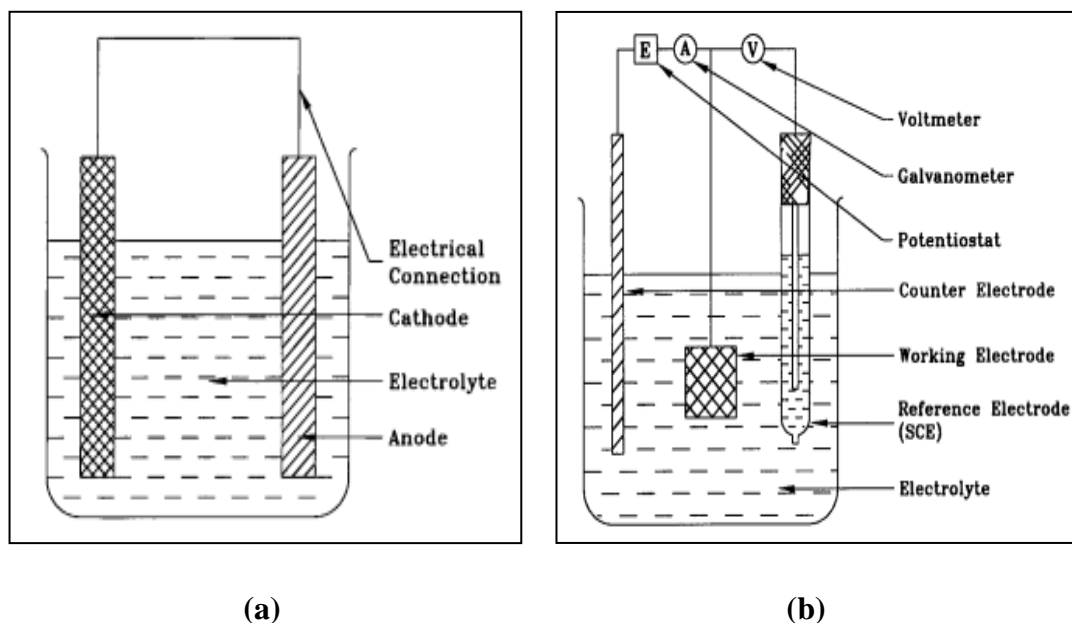 Electrical
Connection
Cathode
Electrolyte
Anode
(a)
E
A
V
Voltmeter
Galvanometer
Potentiostat
Counter Electrode
Working Electrode
Reference Electrode
(SCE)
Electrolyte
(b)